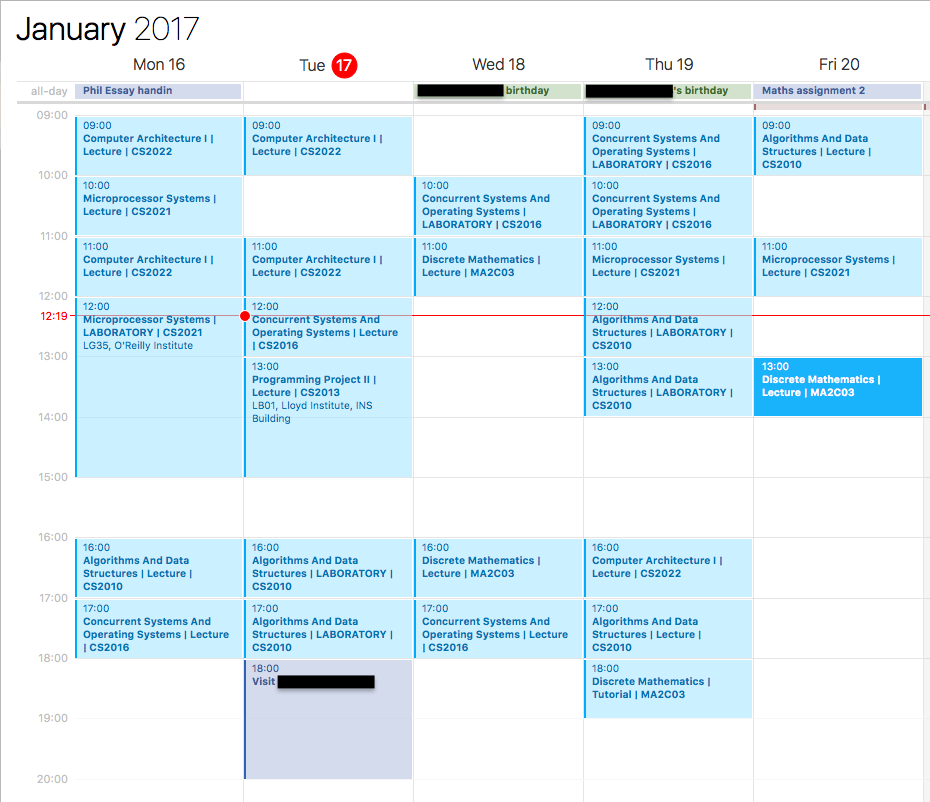 January 2017
Mon 16
Tue 17
Wed 18
Thu 19
Fri 20
all-day
Phil Essay handin
birthday
's birthday
Maths assignment 2
09:00
10:00
11:00
12:00
12:19
13:00
14:00
15:00
16:00
17:00
18:00
19:00
20:00
09:00
Computer Architecture I |
Lecture | CS2022
10:00
Microprocessor Systems |
Lecture | CS2021
11:00
Computer Architecture I |
Lecture | CS2022
12:00
Microprocessor Systems |
LABORATORY | CS2021
LG35, O'Reilly Institute
16:00
Algorithms And Data
Structures | Lecture |
CS2010
17:00
Concurrent Systems And
Operating Systems | Lecture
| CS2016
09:00
Computer Architecture I |
Lecture | CS2022
11:00
Computer Architecture I |
Lecture | CS2022
12:00
Concurrent Systems And
Operating Systems | Lecture
| CS2016
13:00
Programming Project II |
Lecture | CS2013
LB01, Lloyd Institute, INS
Building
16:00
Algorithms And Data
Structures | LABORATORY |
CS2010
17:00
Algorithms And Data
Structures | LABORATORY |
CS2010
18:00
Visit
10:00
Concurrent Systems And
Operating Systems |
LABORATORY | CS2016
11:00
Discrete Mathematics |
Lecture | MA2C03
16:00
Discrete Mathematics |
Lecture | MA2C03
17:00
Concurrent Systems And
Operating Systems | Lecture
| CS2016
09:00
Concurrent Systems And
Operating Systems |
LABORATORY | CS2016
10:00
Concurrent Systems And
Operating Systems |
LABORATORY | CS2016
11:00
Microprocessor Systems |
Lecture | CS2021
12:00
Algorithms And Data
Structures | LABORATORY |
CS2010
13:00
Algorithms And Data
Structures | LABORATORY |
CS2010
16:00
Computer Architecture I |
Lecture | CS2022
17:00
Algorithms And Data
Structures | Lecture |
CS2010
18:00
Discrete Mathematics |
Tutorial | MA2C03
09:00
Algorithms And Data
Structures | Lecture |
CS2010
11:00
Microprocessor Systems |
Lecture | CS2021
13:00
Discrete Mathematics |
Lecture | MA2C03